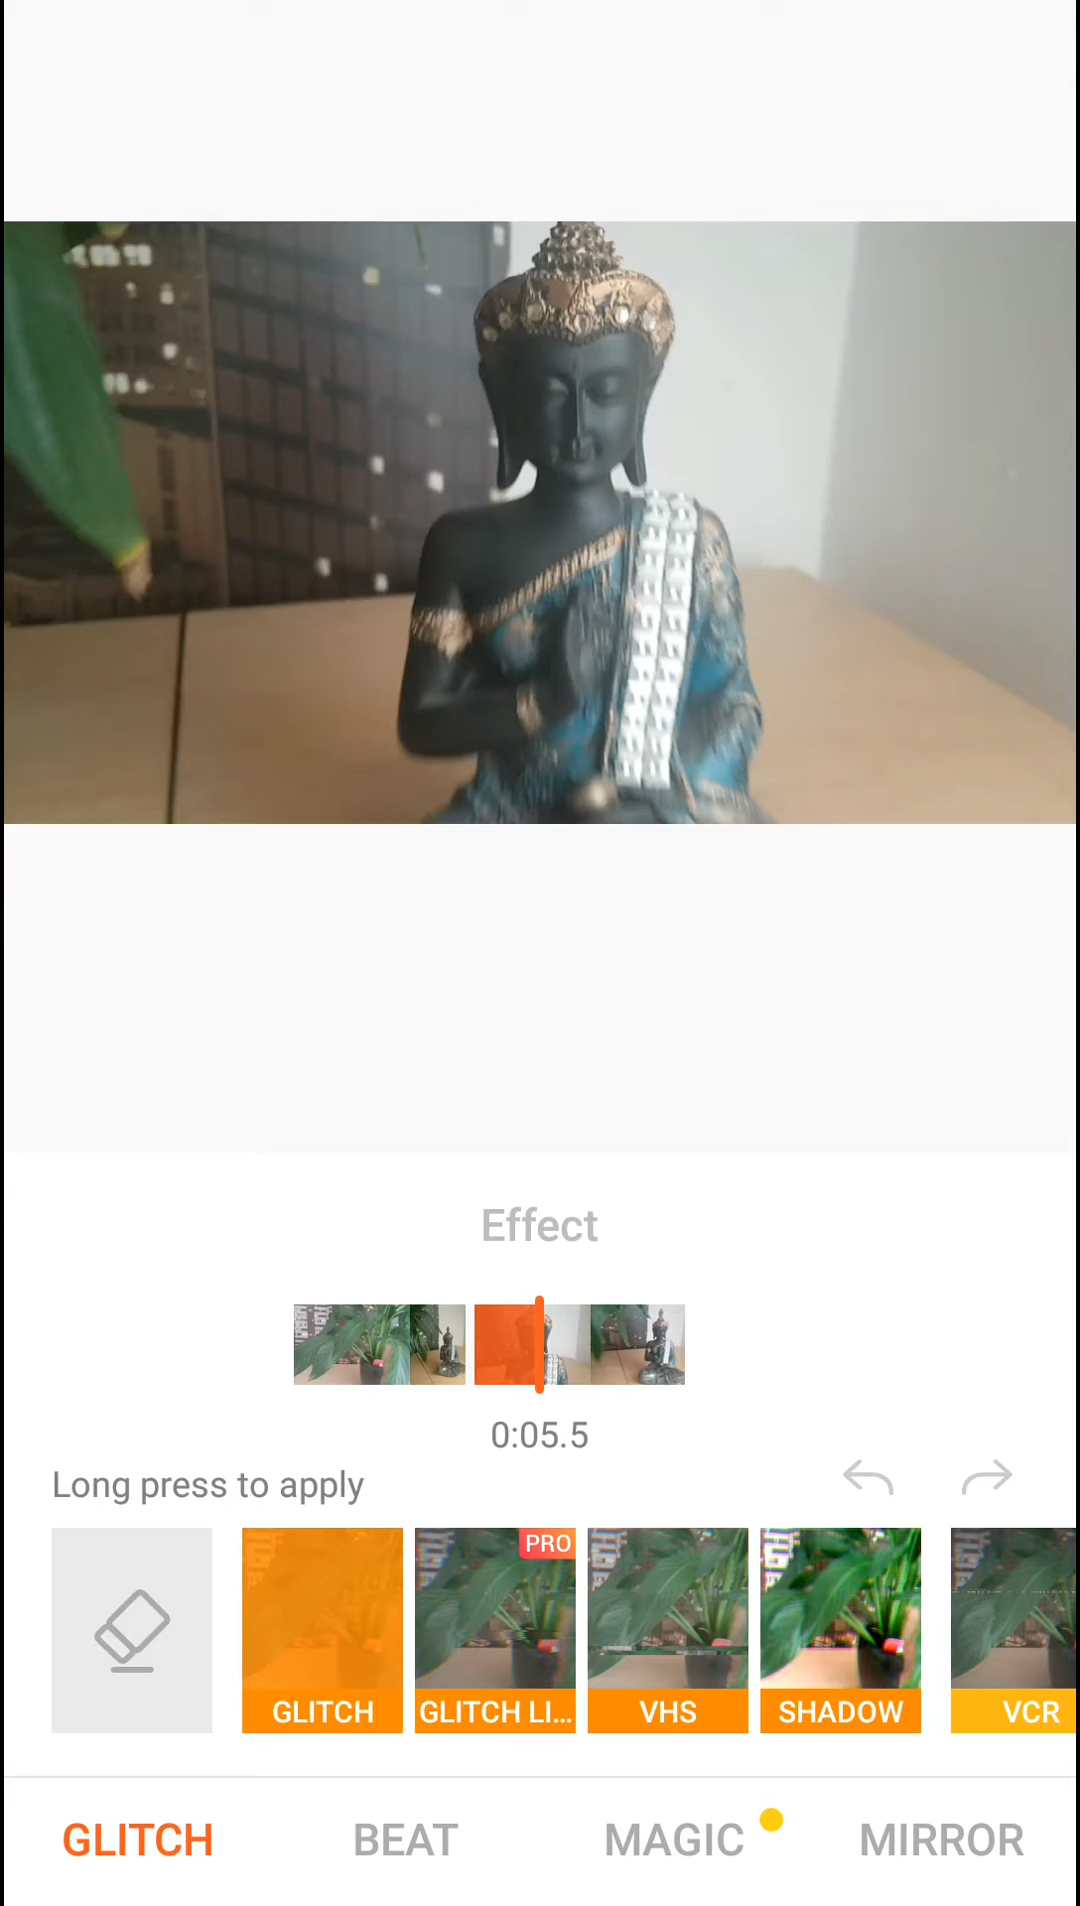 Effect
0:05.5
Long press to apply
PRO
GLITCH
GLITCH LI...
VHS
SHADOW
VCR
GLITCH
BEAT
MAGIC
MIRROR